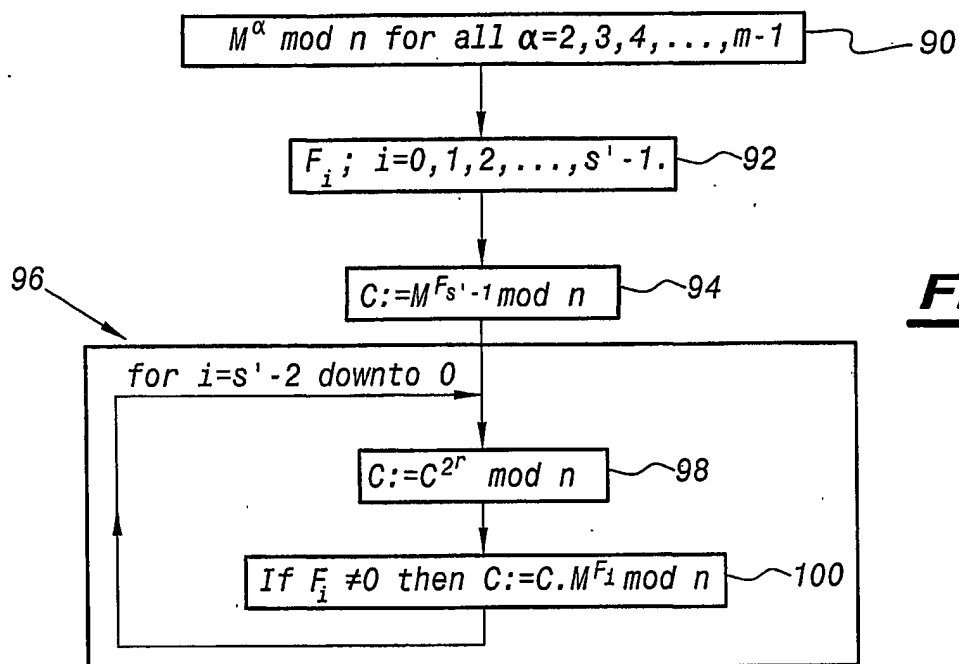 M^α mod n for all α=2,3,4,...,m-1
90
F_i; i=0,1,2,...,s'-1.
92
96
C:=M^{F_{s'-1}} mod n
94
for i=s'-2 downto 0
C:=C^{2^r} mod n
98
If F_i ≠0 then C:=C.M^{F_i} mod n
100